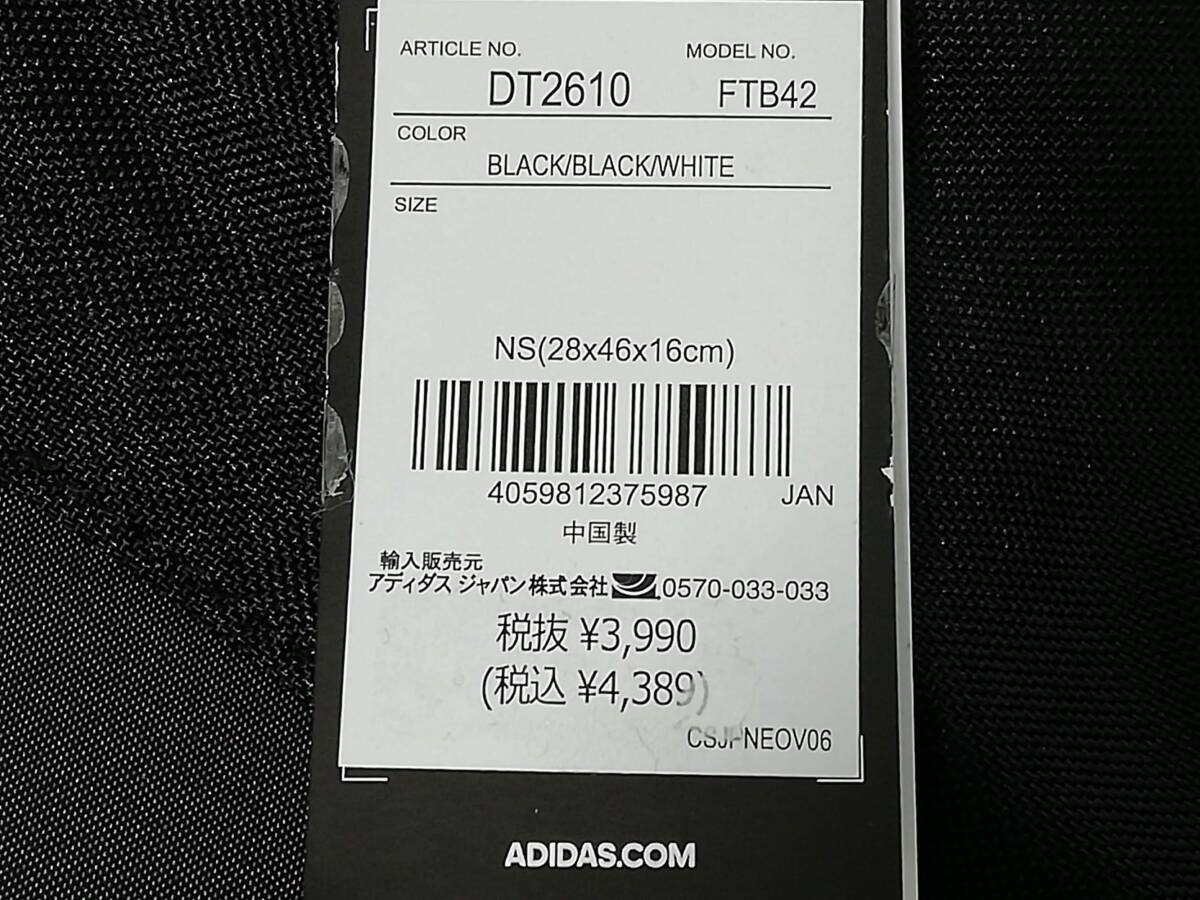 ARTICLE NO. MODEL NO.
DT2610 FTB42
COLOR
BLACK/BLACK/WHITE
SIZE
NS(28x46x16cm)
4059812375987 JAN
中国製
輸入販売元
アディダス ジャパン株式会社 0570-033-033
税抜 ¥3,990
(税込 ¥4,389)
CSJPNEOV06
ADIDAS.COM